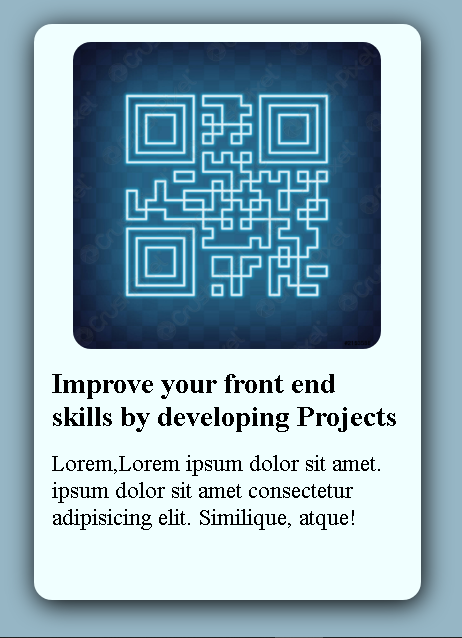 Improve your front end
skills by developing Projects
Lorem,Lorem ipsum dolor sit amet.
ipsum dolor sit amet consectetur
adipisicing elit. Similique, atque!